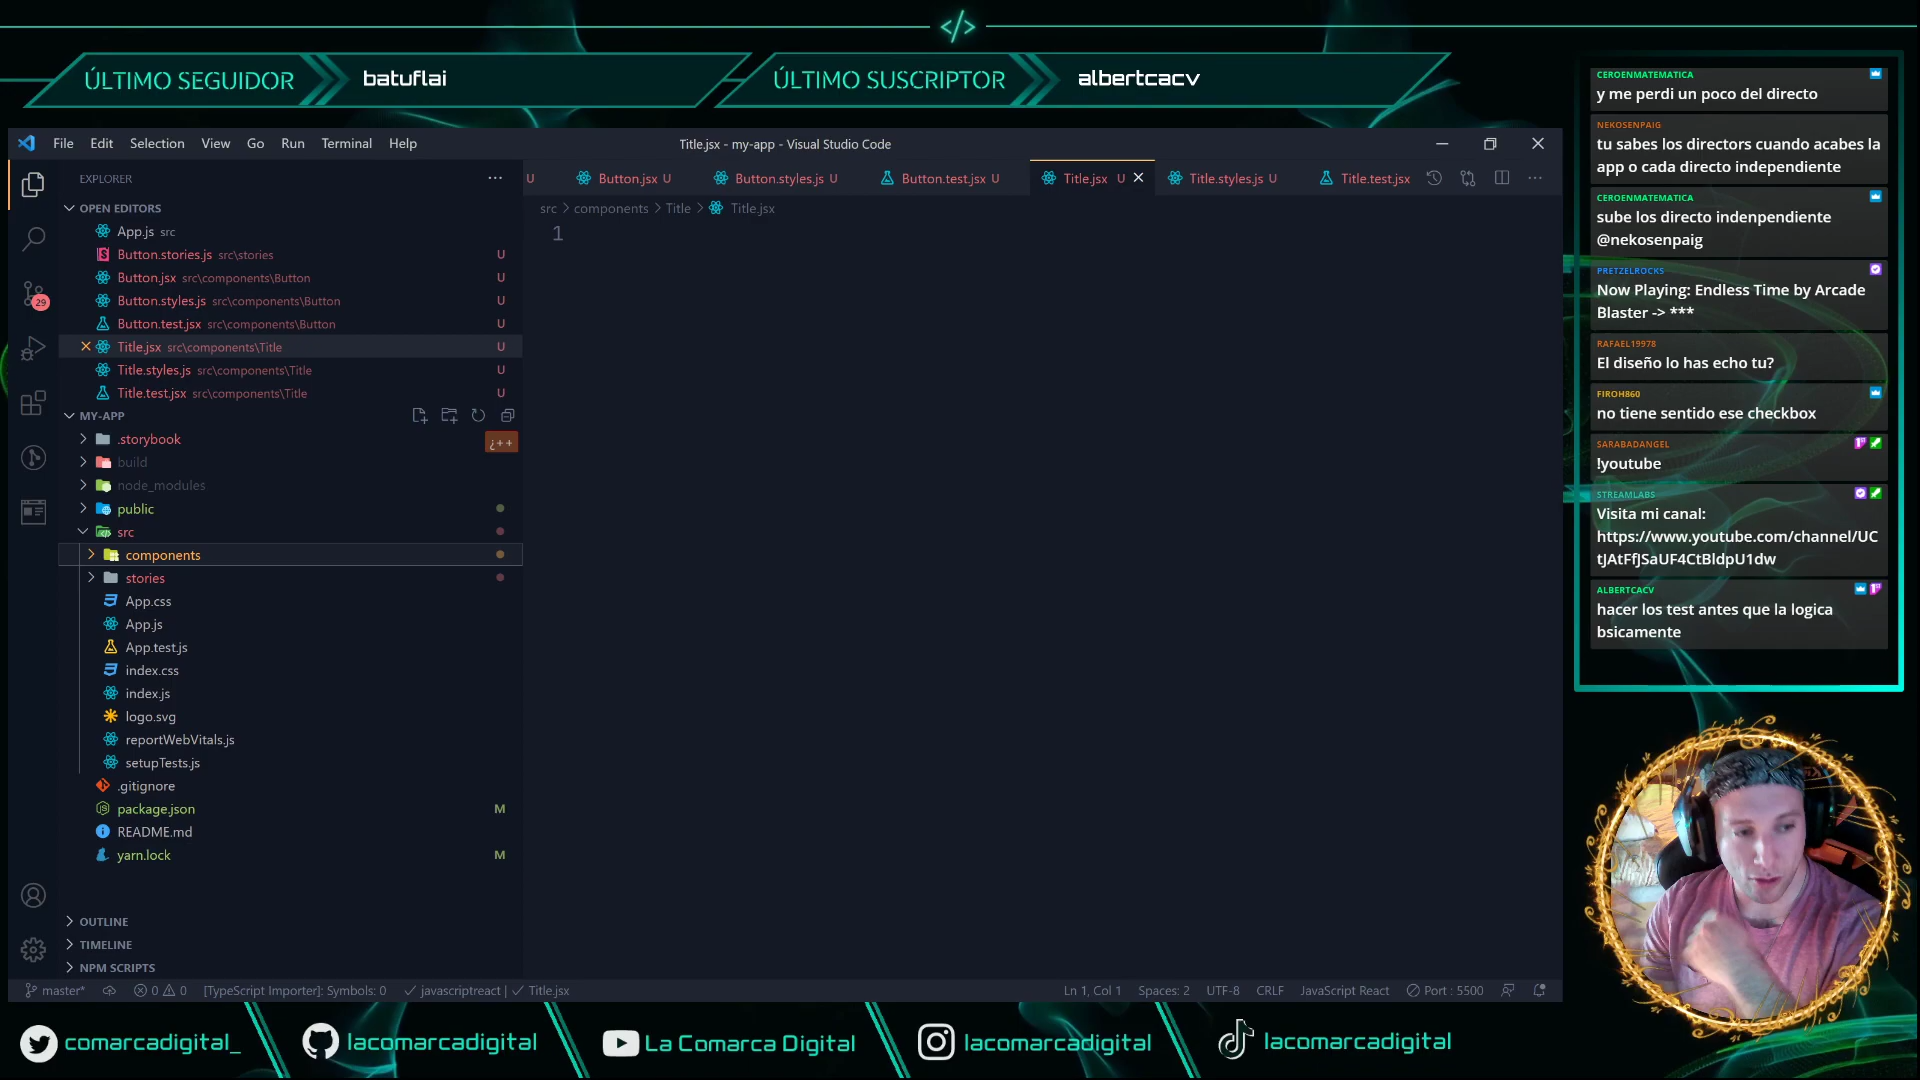 </>
ÚLTIMO SEGUIDOR
batuflai
ÚLTIMO SUSCRIPTOR
albertcacv
File Edit Selection View Go Run Terminal Help
Title.jsx - my-app - Visual Studio Code
EXPLORER
U
Button.jsx U
Button.styles.js U
Button.test.jsx U
Title.jsx U
Title.styles.js U
Title.test.jsx
OPEN EDITORS
src > components > Title > Title.jsx
1
App.js src
Button.stories.js src\stories U
Button.jsx src\components\Button U
Button.styles.js src\components\Button U
Button.test.jsx src\components\Button U
Title.jsx src\components\Title U
Title.styles.js src\components\Title U
Title.test.jsx src\components\Title U
MY-APP
.storybook
¿++
build
node_modules
public
src
components
stories
App.css
App.js
App.test.js
index.css
index.js
logo.svg
reportWebVitals.js
setupTests.js
.gitignore
package.json M
README.md
yarn.lock M
29
OUTLINE
TIMELINE
NPM SCRIPTS
master*
0 0
[TypeScript Importer]: Symbols: 0
javascriptreact | Title.jsx
Ln 1, Col 1
Spaces: 2
UTF-8
CRLF
JavaScript React
Port : 5500
CEROENMATEMATICA
y me perdi un poco del directo
NEKOSENPAIG
tu sabes los directors cuando acabes la
app o cada directo independiente
CEROENMATEMATICA
sube los directo indenpendiente
@nekosenpaig
PRETZELROCKS
Now Playing: Endless Time by Arcade
Blaster -> ***
RAFAEL19978
El diseño lo has echo tu?
FIROH860
no tiene sentido ese checkbox
SARABADANGEL
!youtube
STREAMLABS
Visita mi canal:
https://www.youtube.com/channel/UC
tJAtFfJSaUF4CtBldpU1dw
ALBERTCACV
hacer los test antes que la logica
bsicamente
comarcadigital_
lacomarcadigital
La Comarca Digital
lacomarcadigital
lacomarcadigital